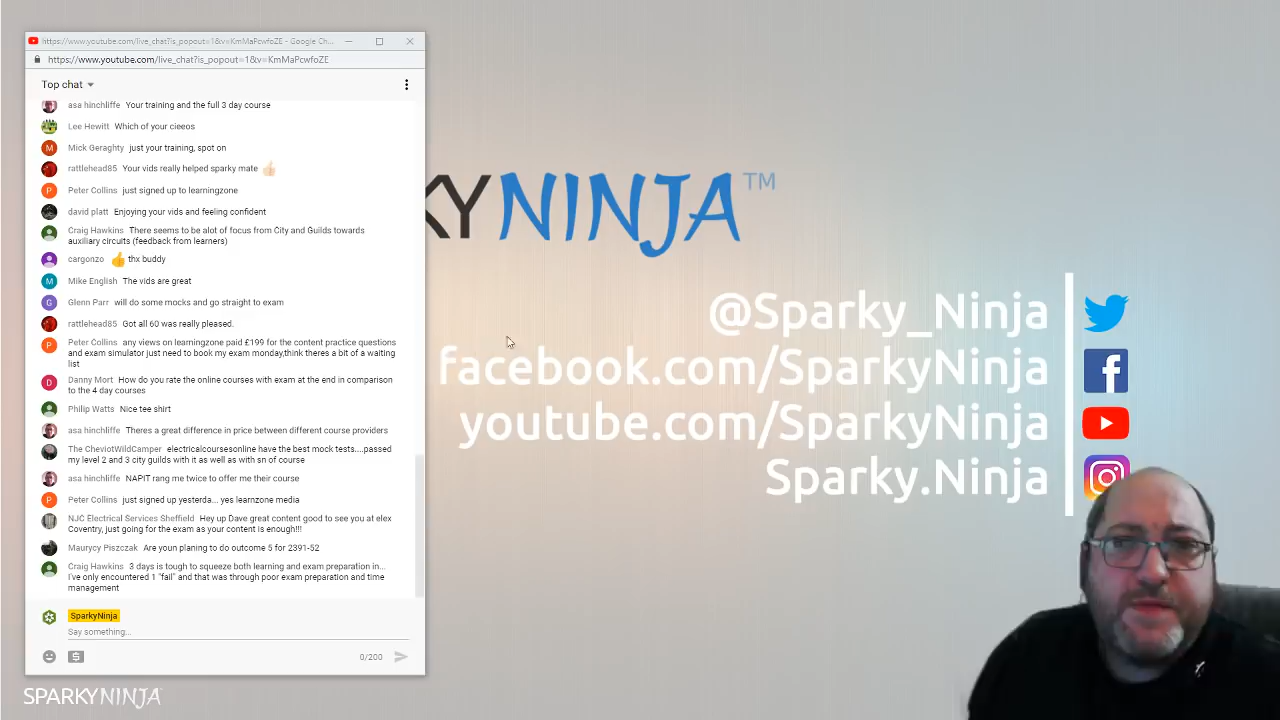 https://www.youtube.com/live_chat?is_popout=1&v=KmMaPcwfoZE - Google Ch...
https://www.youtube.com/live_chat?is_popout=1&v=KmMaPcwfoZE
Top chat
asa hinchliffe Your training and the full 3 day course
Lee Hewitt Which of your cieeos
M Mick Geraghty just your training, spot on
rattlehead85 Your vids really helped sparky mate
P Peter Collins just signed up to learningzone
david platt Enjoying your vids and feeling confident
Craig Hawkins There seems to be alot of focus from City and Guilds towards
auxiliary circuits (feedback from learners)
cargonzo thx buddy
M Mike English The vids are great
G Glenn Parr will do some mocks and go straight to exam
rattlehead85 Got all 60 was really pleased.
P Peter Collins any views on learningzone paid £199 for the content practice questions
and exam simulator just need to book my exam monday,think theres a bit of a waiting
list
D Danny Mort How do you rate the online courses with exam at the end in comparison
to the 4 day courses
Philip Watts Nice tee shirt
asa hinchliffe Theres a great difference in price between different course providers
The CheviotWildCamper electricalcoursesonline have the best mock tests....passed
my level 2 and 3 city guilds with it as well as with sn of course
asa hinchliffe NAPIT rang me twice to offer me their course
P Peter Collins just signed up yesterda... yes learnzone media
NJC Electrical Services Sheffield Hey up Dave great content good to see you at elex
Coventry, just going for the exam as your content is enough!!!
Maurycy Piszczak Are youn planing to do outcome 5 for 2391-52
Craig Hawkins 3 days is tough to squeeze both learning and exam preparation in...
I've only encountered 1 "fail" and that was through poor exam preparation and time
management
SparkyNinja
Say something...
0/200
KYNINJA™
@Sparky_Ninja
facebook.com/SparkyNinja
youtube.com/SparkyNinja
Sparky.Ninja
SPARKYNINJA